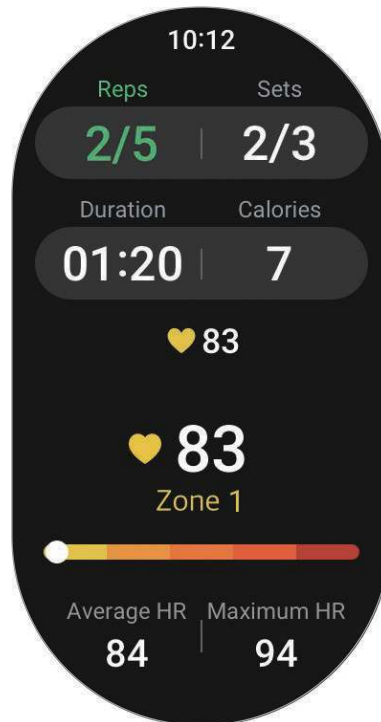 10:12
Reps Sets
2/5 2/3
Duration Calories
01:20 7
83
83
Zone 1
Average HR Maximum HR
84 94